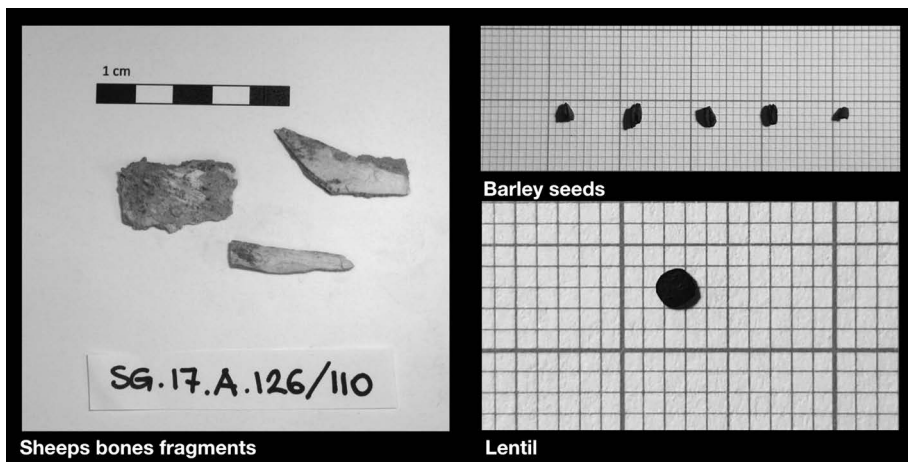 1 cm
SG.17.A.126/110
Sheeps bones fragments
Barley seeds
Lentil